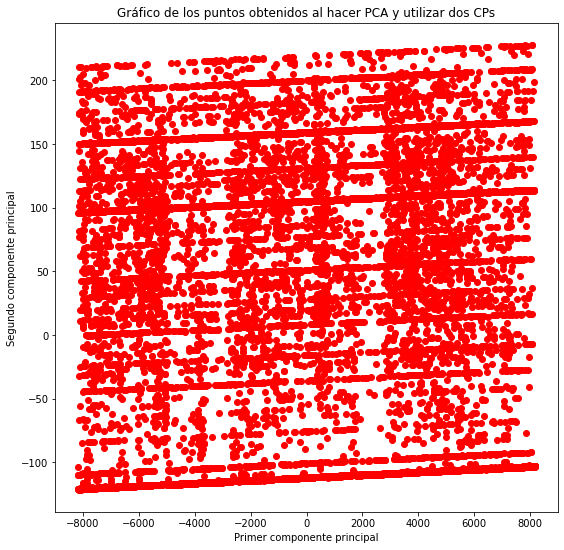 Gráfico de los puntos obtenidos al hacer PCA y utilizar dos CPs
Segundo componente principal
200
150
100
50
0
−50
−100
−8000 −6000 −4000 −2000 0 2000 4000 6000 8000
Primer componente principal